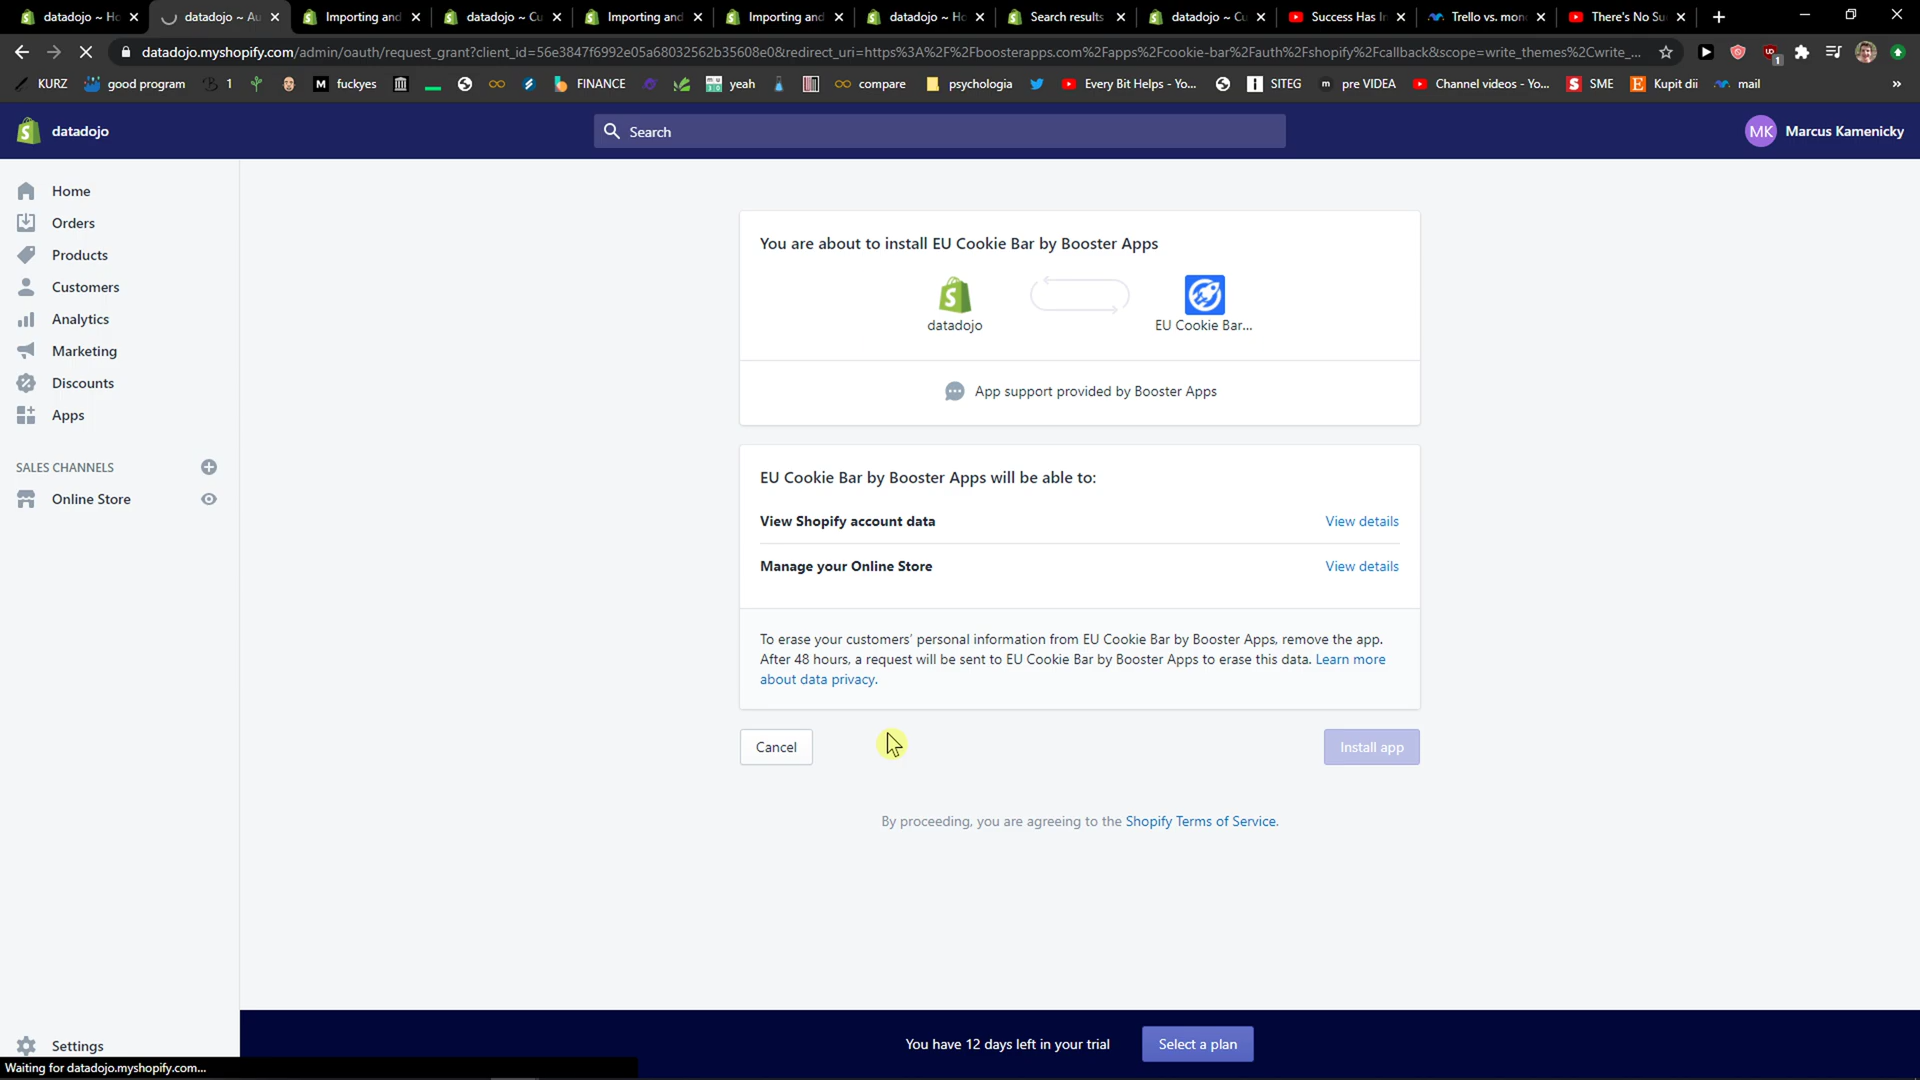 datadojo ~ Ho
datadojo ~ Au
Importing and
datadojo ~ Cu
Importing and
Importing and
datadojo ~ Ho
Search results
datadojo ~ Cu
Success Has In
Trello vs. mon
There's No Su
datadojo.myshopify.com/admin/oauth/request_grant?client_id=56e3847f6992e05a68032562b35608e0&redirect_uri=https%3A%2F%2Fboosterapps.com%2Fapps%2Fcookie-bar%2Fauth%2Fshopify%2Fcallback&scope=write_themes%2Cwrite_...
1
KURZ
good program
1
fuckyes
FINANCE
yeah
compare
psychologia
Every Bit Helps - Yo...
SITEG
pre VIDEA
Channel videos - Yo...
SME
Kupit dii
mail
»
datadojo
Search
MK
Marcus Kamenicky
Home
Orders
Products
Customers
Analytics
Marketing
Discounts
Apps
SALES CHANNELS
Online Store
Settings
You are about to install EU Cookie Bar by Booster Apps
datadojo
EU Cookie Bar...
App support provided by Booster Apps
EU Cookie Bar by Booster Apps will be able to:
View Shopify account data
View details
Manage your Online Store
View details
To erase your customers' personal information from EU Cookie Bar by Booster Apps, remove the app.
After 48 hours, a request will be sent to EU Cookie Bar by Booster Apps to erase this data. Learn more
about data privacy.
Cancel
Install app
By proceeding, you are agreeing to the Shopify Terms of Service.
You have 12 days left in your trial
Select a plan
Waiting for datadojo.myshopify.com...